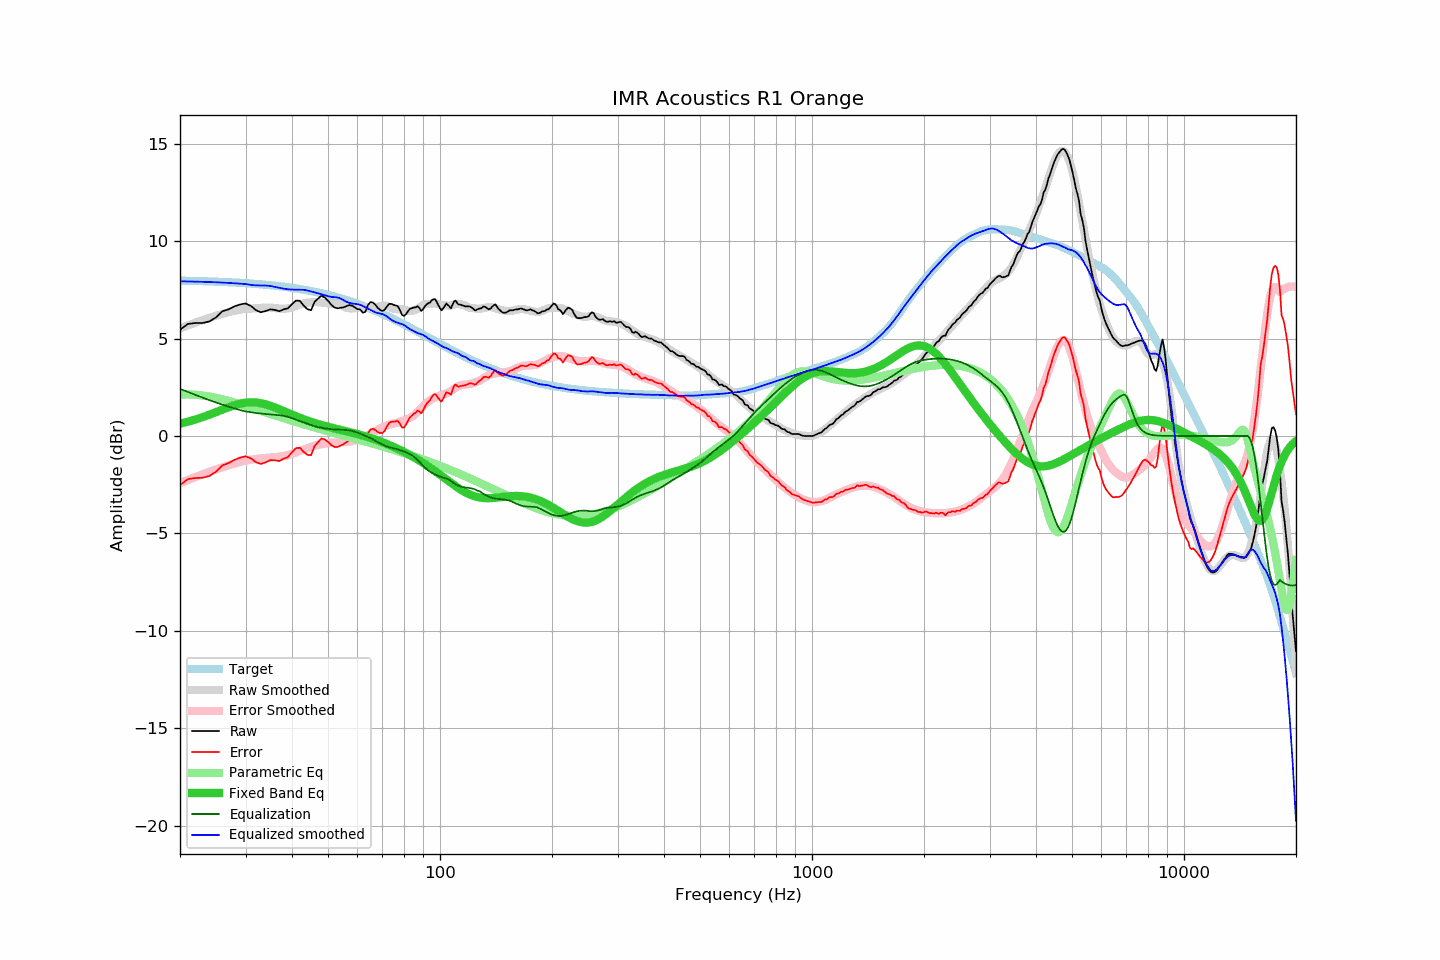 IMR Acoustics R1 Orange
Amplitude (dBr)
15
10
5
0
−5
−10
−15
−20
Target
Raw Smoothed
Error Smoothed
Raw
Error
Parametric Eq
Fixed Band Eq
Equalization
Equalized smoothed
100
1000
10000
Frequency (Hz)